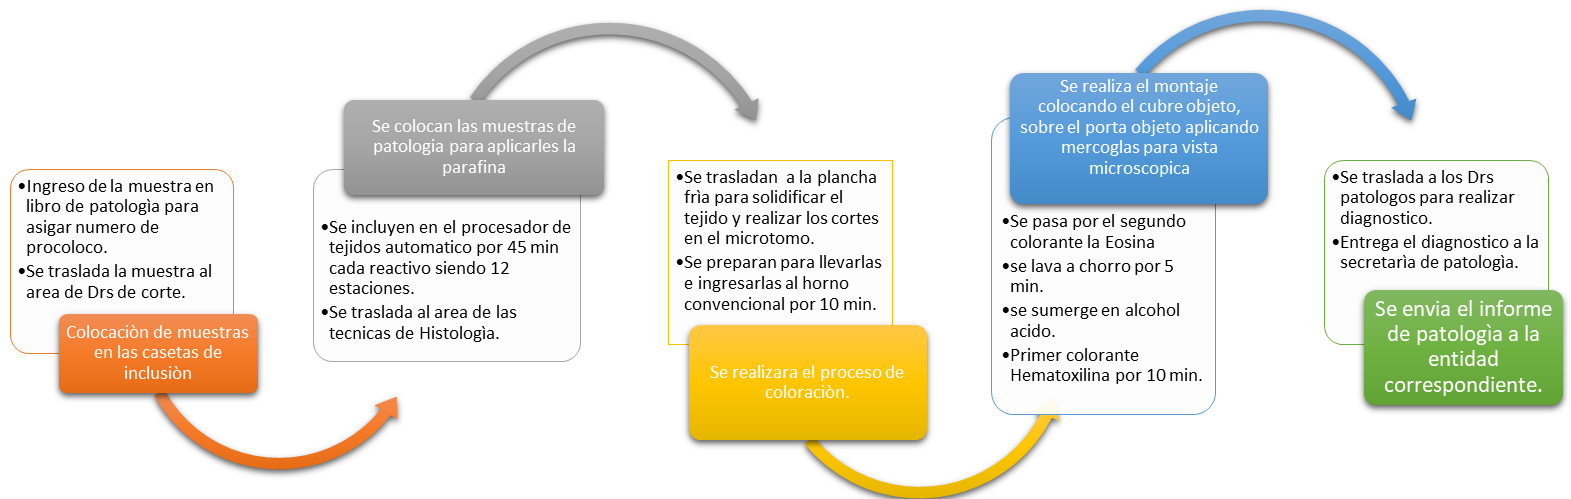 •Ingreso de la muestra en
libro de patologìa para
asigar numero de
procoloco.
•Se traslada la muestra al
area de Drs de corte.
Colocaciòn de muestras
en las casetas de
inclusiòn
Se colocan las muestras de
patologia para aplicarles la
parafina
•Se incluyen en el procesador de
tejidos automatico por 45 min
cada reactivo siendo 12
estaciones.
•Se traslada al area de las
tecnicas de Histologìa.
•Se trasladan a la plancha
frìa para solidificar el
tejido y realizar los cortes
en el microtomo.
•Se preparan para llevarlas
e ingresarlas al horno
convencional por 10 min.
Se realizara el proceso de
coloraciòn.
Se realiza el montaje
colocando el cubre objeto,
sobre el porta objeto aplicando
mercoglas para vista
microscopica
•Se pasa por el segundo
colorante la Eosina
•se lava a chorro por 5
min.
•se sumerge en alcohol
acido.
•Primer colorante
Hematoxilina por 10 min.
•Se traslada a los Drs
patologos para realizar
diagnostico.
•Entrega el diagnostico a la
secretarìa de patologìa.
Se envia el informe
de patologìa a la
entidad
correspondiente.